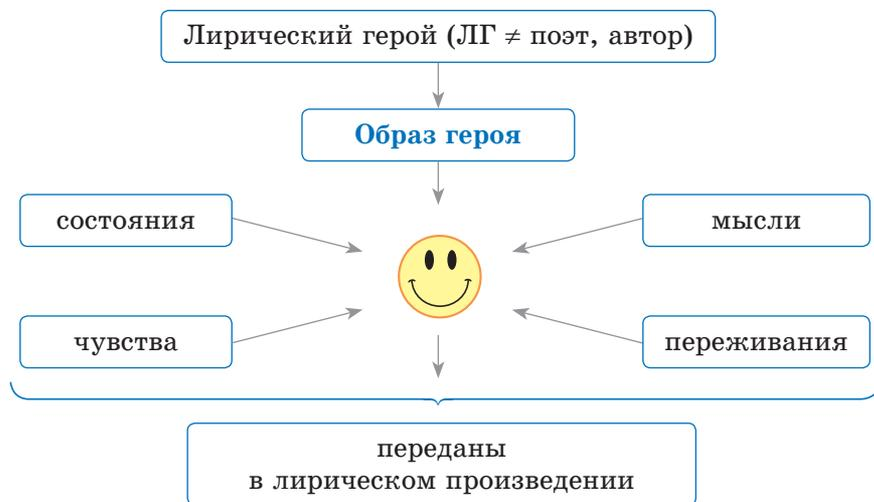 Лирический герой (ЛГ ≠ поэт, автор)
Образ героя
состояния
мысли
чувства
переживания
переданы
в лирическом произведении